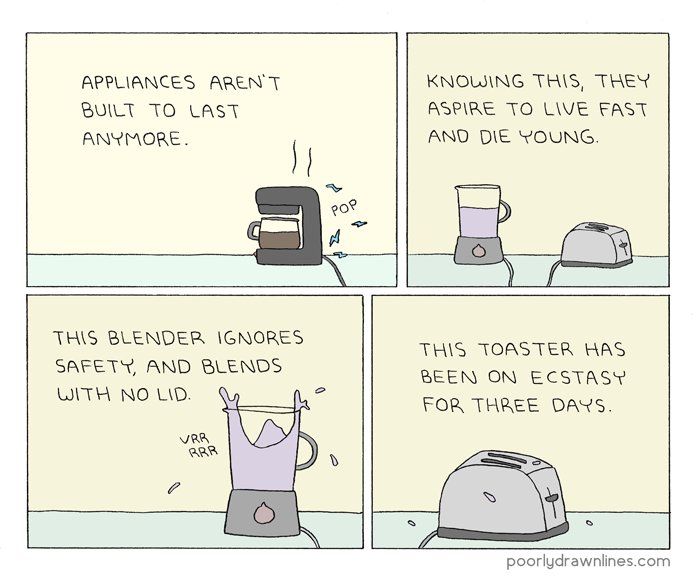 APPLIANCES AREN'T
BUILT TO LAST
ANYMORE.
POP
KNOWING THIS, THEY
ASPIRE TO LIVE FAST
AND DIE YOUNG.
THIS BLENDER IGNORES
SAFETY, AND BLENDS
WITH NO LID.
VRR
RRR
THIS TOASTER HAS
BEEN ON ECSTASY
FOR THREE DAYS.
poorlydrawnlines.com